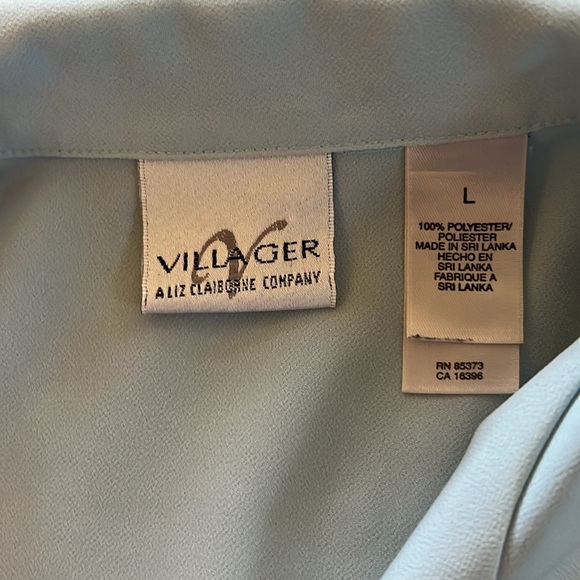 VILLAGER
A LIZ CLAIBORNE COMPANY
L
100% POLYESTER/
POLIESTER
MADE IN SRI LANKA
HECHO EN
SRI LANKA
FABRIQUE A
SRI LANKA
RN 85373
CA 16396